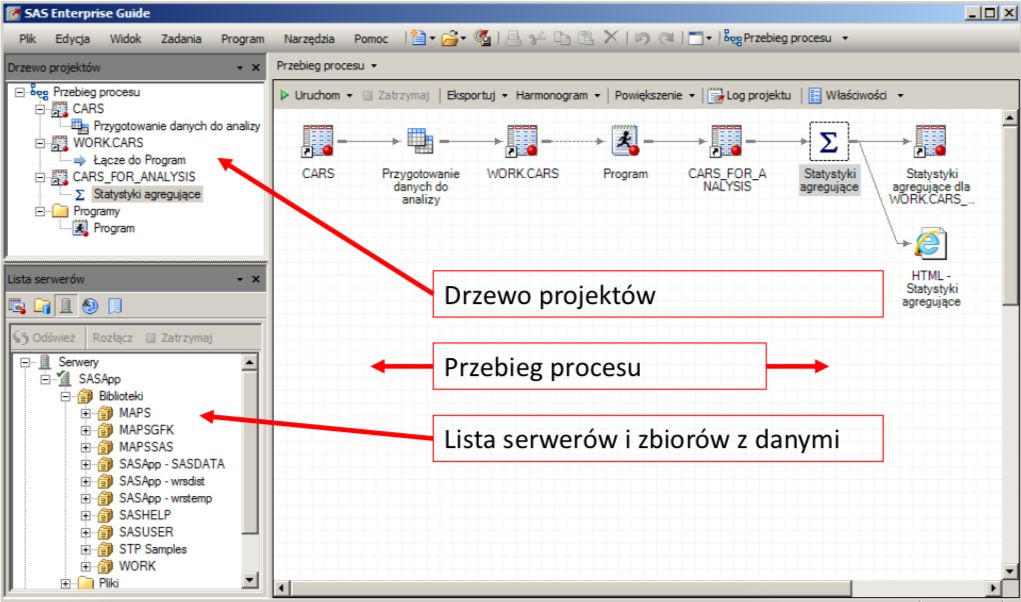 SAS Enterprise Guide
Plik Edycja Widok Zadania Program Narzędzia Pomoc Przebieg procesu
Drzewo projektów
Przebieg procesu
CARS
Przygotowanie danych do analizy
WORK.CARS
Łącze do Program
CARS_FOR_ANALYSIS
Statystyki agregujące
Programy
Program
Lista serwerów
Odśwież Rozłącz Zatrzymaj
Serwery
SASApp
Biblioteki
MAPS
MAPSGFK
MAPSSAS
SASApp - SASDATA
SASApp - wrsdist
SASApp - wrstemp
SASHELP
SASUSER
STP Samples
WORK
Pliki
Przebieg procesu
Uruchom Zatrzymaj Eksportuj Harmonogram Powiększenie Log projektu Właściwości
CARS
Przygotowanie
danych do
analizy
WORK.CARS
Program
CARS_FOR_A
NALYSIS
Statystyki
agregujące
Statystyki
agregujące dla
WORK.CARS_...
HTML -
Statystyki
agregujące
Drzewo projektów
Przebieg procesu
Lista serwerów i zbiorów z danymi